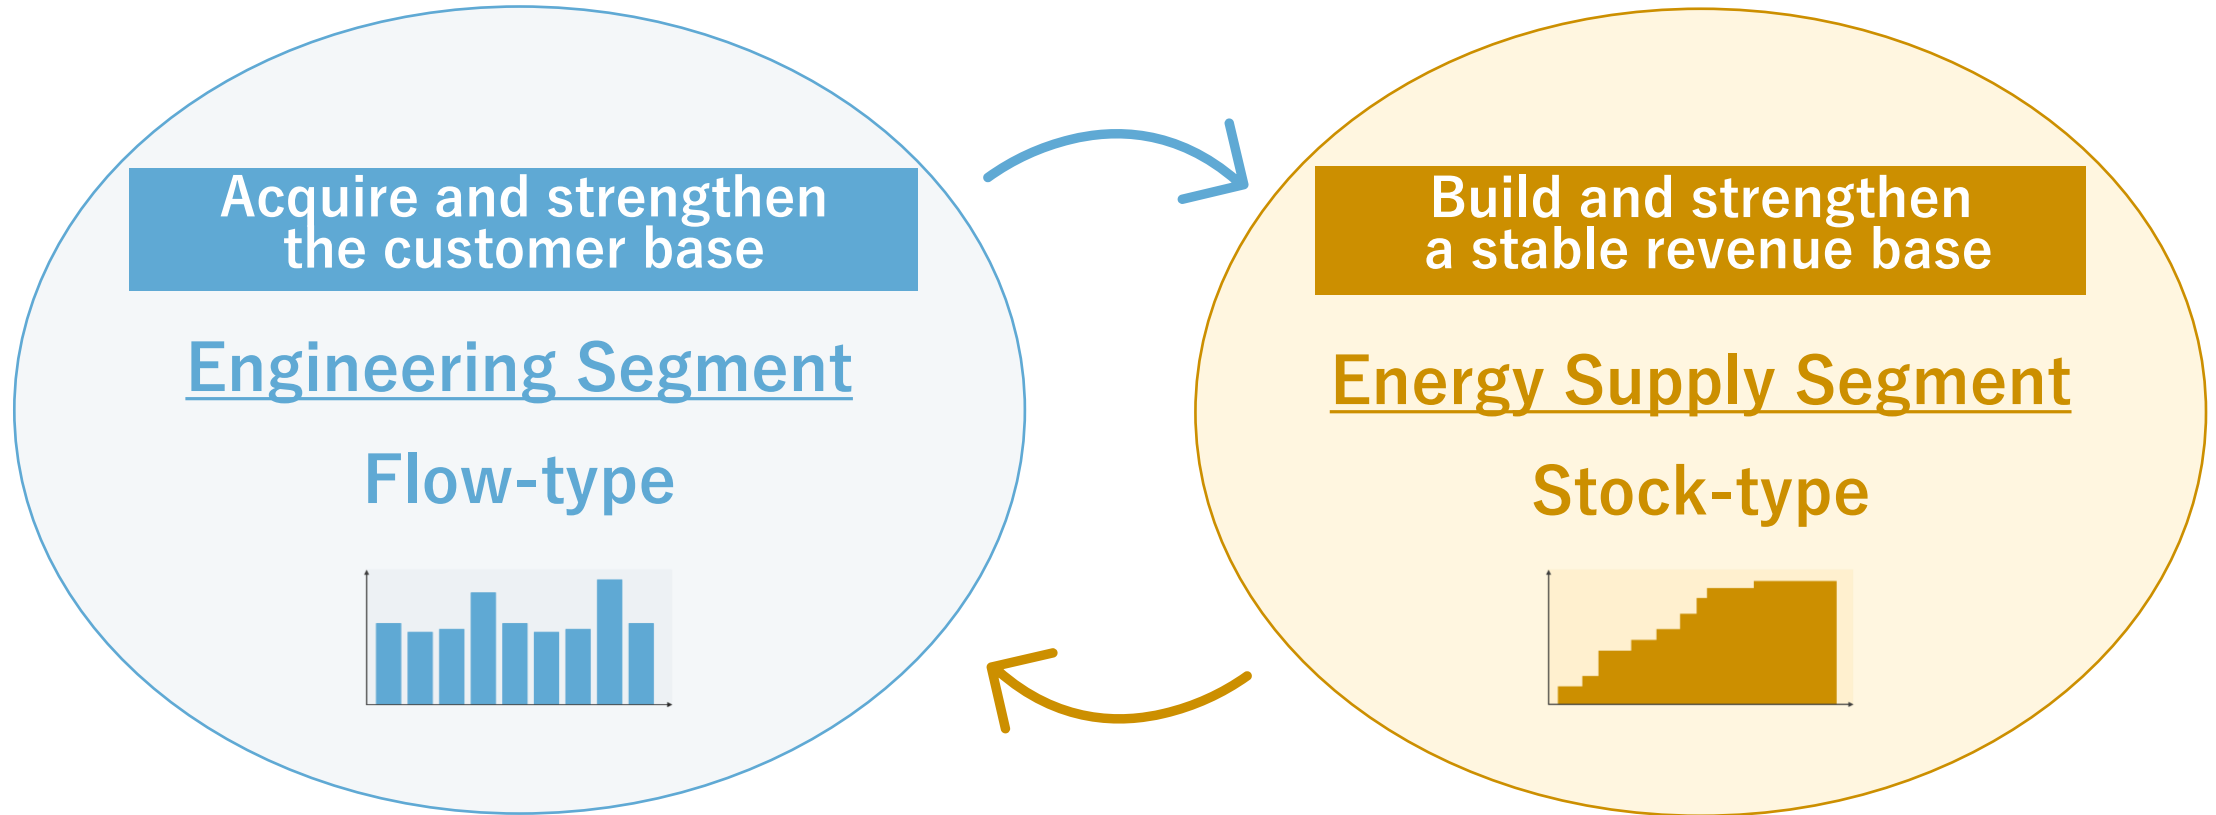 Acquire and strengthen
the customer base
Engineering Segment
Flow-type
Build and strengthen
a stable revenue base
Energy Supply Segment
Stock-type